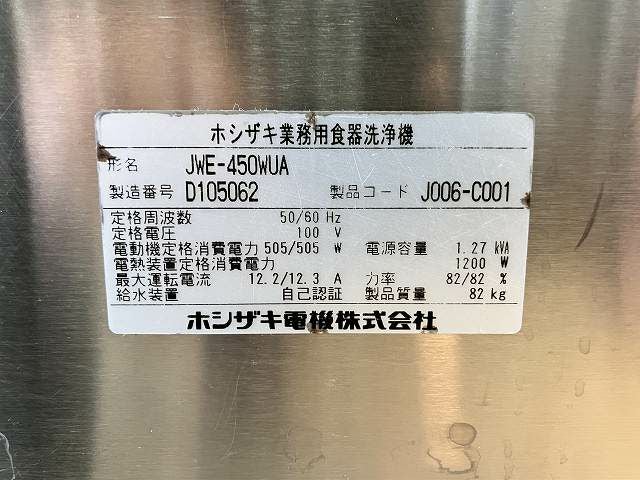 ホシザキ業務用食器洗浄機
形名 JWE-450WUA
製造番号 D105062 製品コード J006-C001
定格周波数 50/60 Hz
定格電圧 100 V
電動機定格消費電力 505/505 W 電源容量 1.27 kVA
電熱装置定格消費電力 1200 W
最大運転電流 12.2/12.3 A 力率 82/82 %
給水装置 自己認証 製品質量 82 kg
ホシザキ電機株式会社